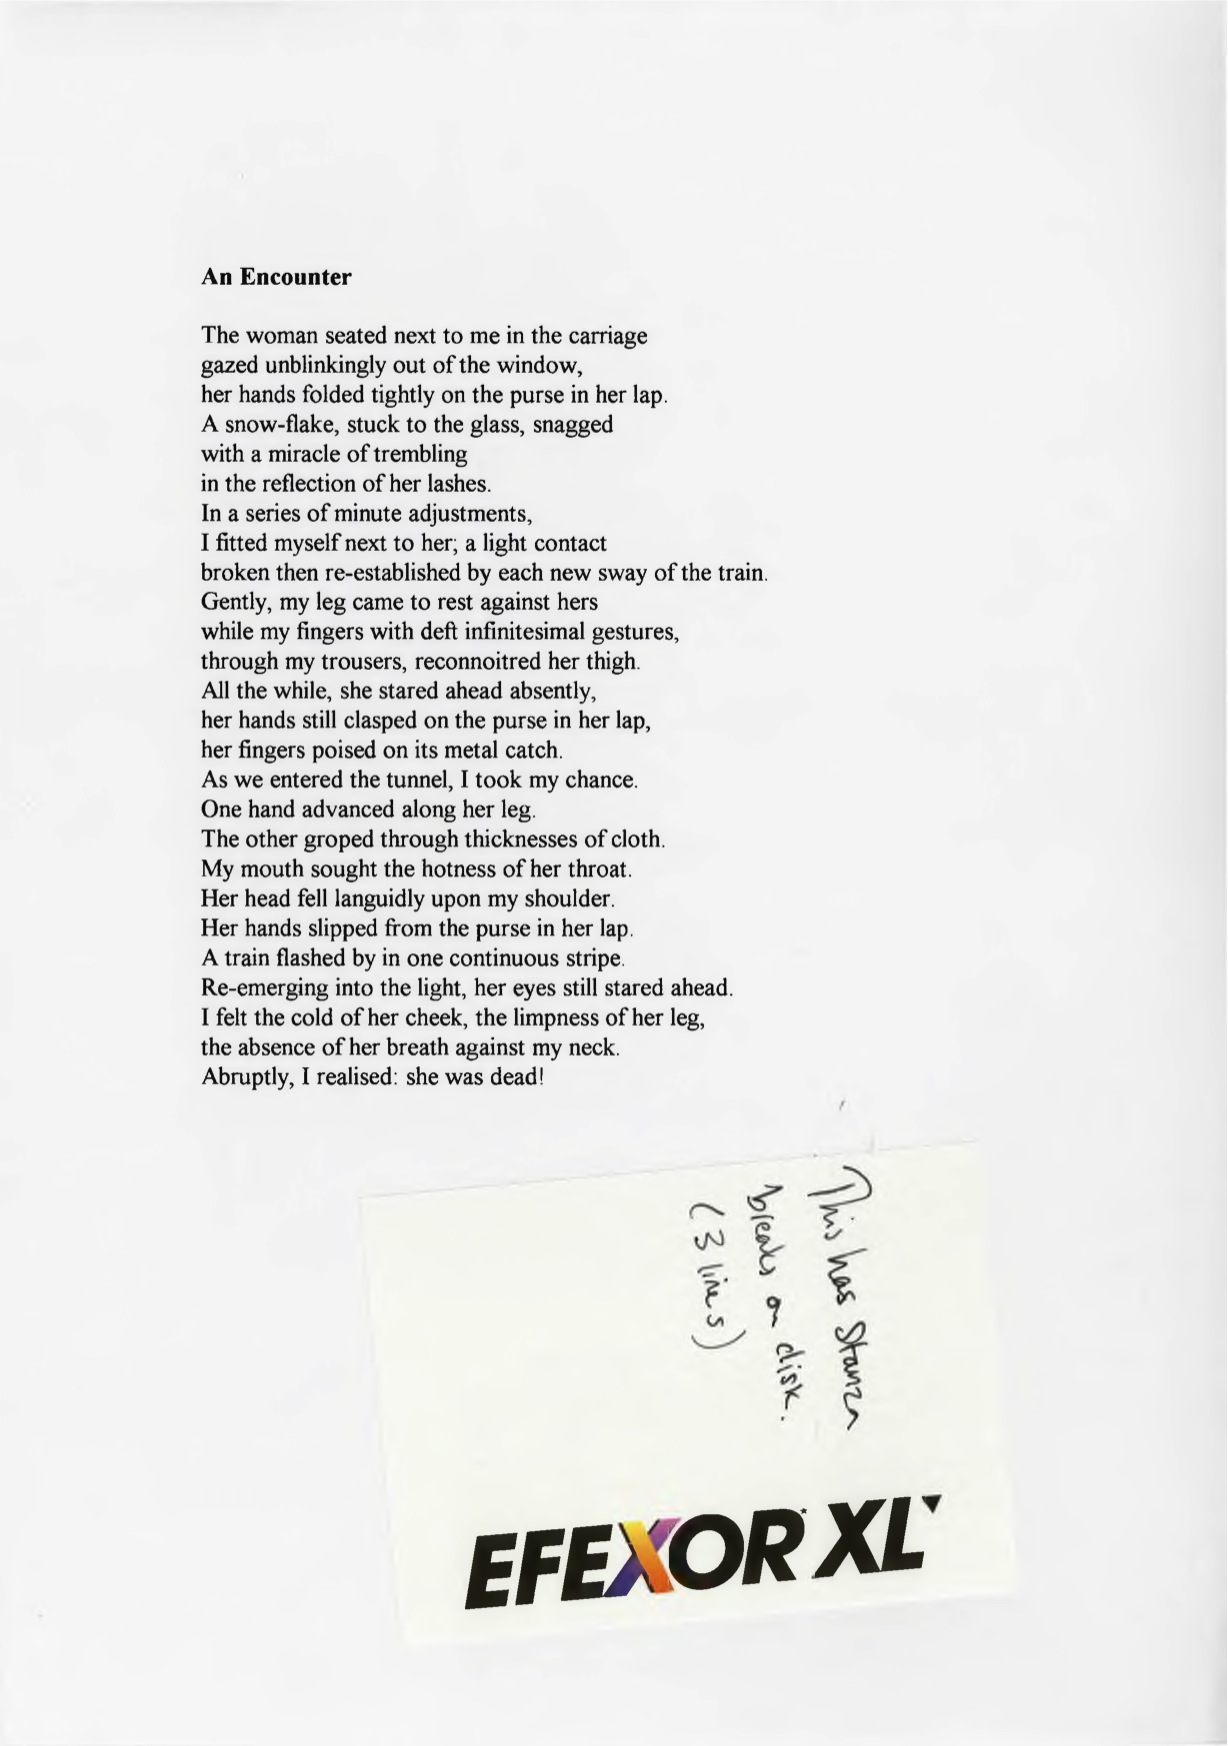 An Encounter
The woman seated next to me in the carriage
gazed unblinkingly out of the window,
her hands folded tightly on the purse in her lap.
A snow-flake, stuck to the glass, snagged
with a miracle of trembling
in the reflection of her lashes.
In a series of minute adjustments,
I fitted myself next to her; a light contact
broken then re-established by each new sway of the train.
Gently, my leg came to rest against hers
while my fingers with deft infinitesimal gestures,
through my trousers, reconnoitred her thigh.
All the while, she stared ahead absently,
her hands still clasped on the purse in her lap,
her fingers poised on its metal catch.
As we entered the tunnel, I took my chance.
One hand advanced along her leg.
The other groped through thicknesses of cloth.
My mouth sought the hotness of her throat.
Her head fell languidly upon my shoulder.
Her hands slipped from the purse in her lap.
A train flashed by in one continuous stripe.
Re-emerging into the light, her eyes still stared ahead.
I felt the cold of her cheek, the limpness of her leg,
the absence of her breath against my neck.
Abruptly, I realised: she was dead!
This has Stanza
breaks on disk.
(3 lines)
EFEXOR XL▼